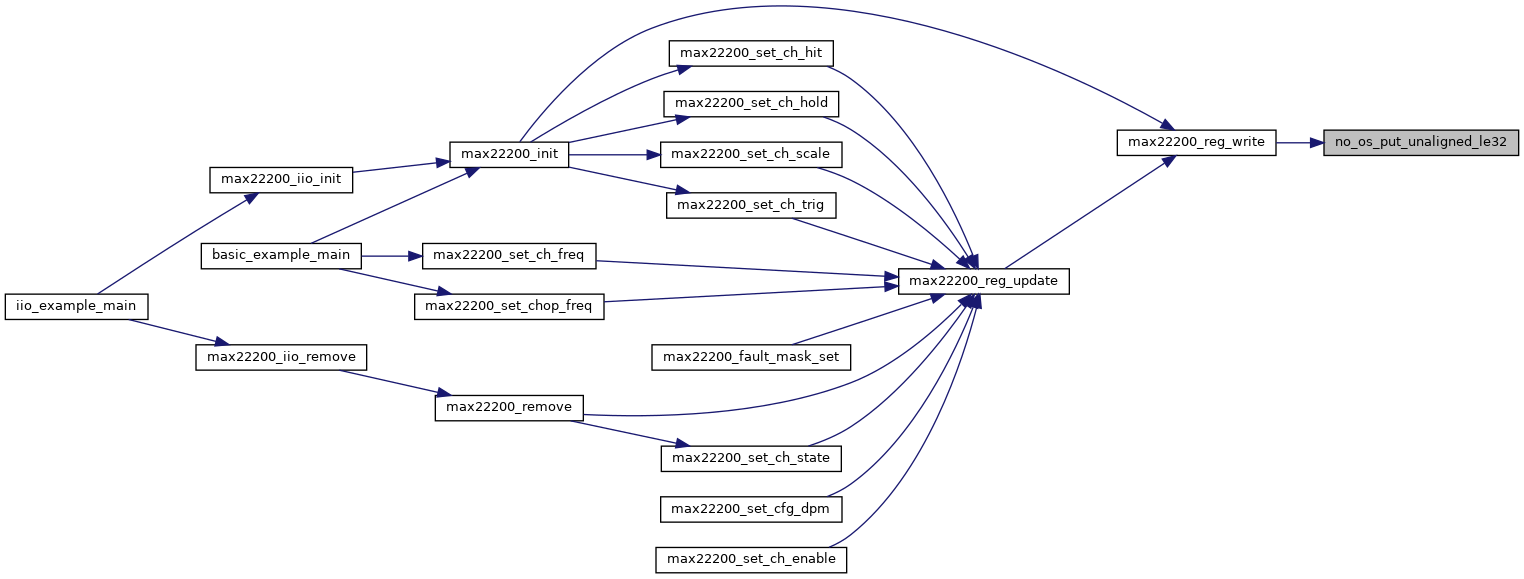 max22200_set_ch_hit
max22200_set_ch_hold
max22200_reg_write
no_os_put_unaligned_le32
max22200_init
max22200_set_ch_scale
max22200_iio_init
max22200_set_ch_trig
basic_example_main
max22200_set_ch_freq
max22200_reg_update
iio_example_main
max22200_set_chop_freq
max22200_iio_remove
max22200_fault_mask_set
max22200_remove
max22200_set_ch_state
max22200_set_cfg_dpm
max22200_set_ch_enable